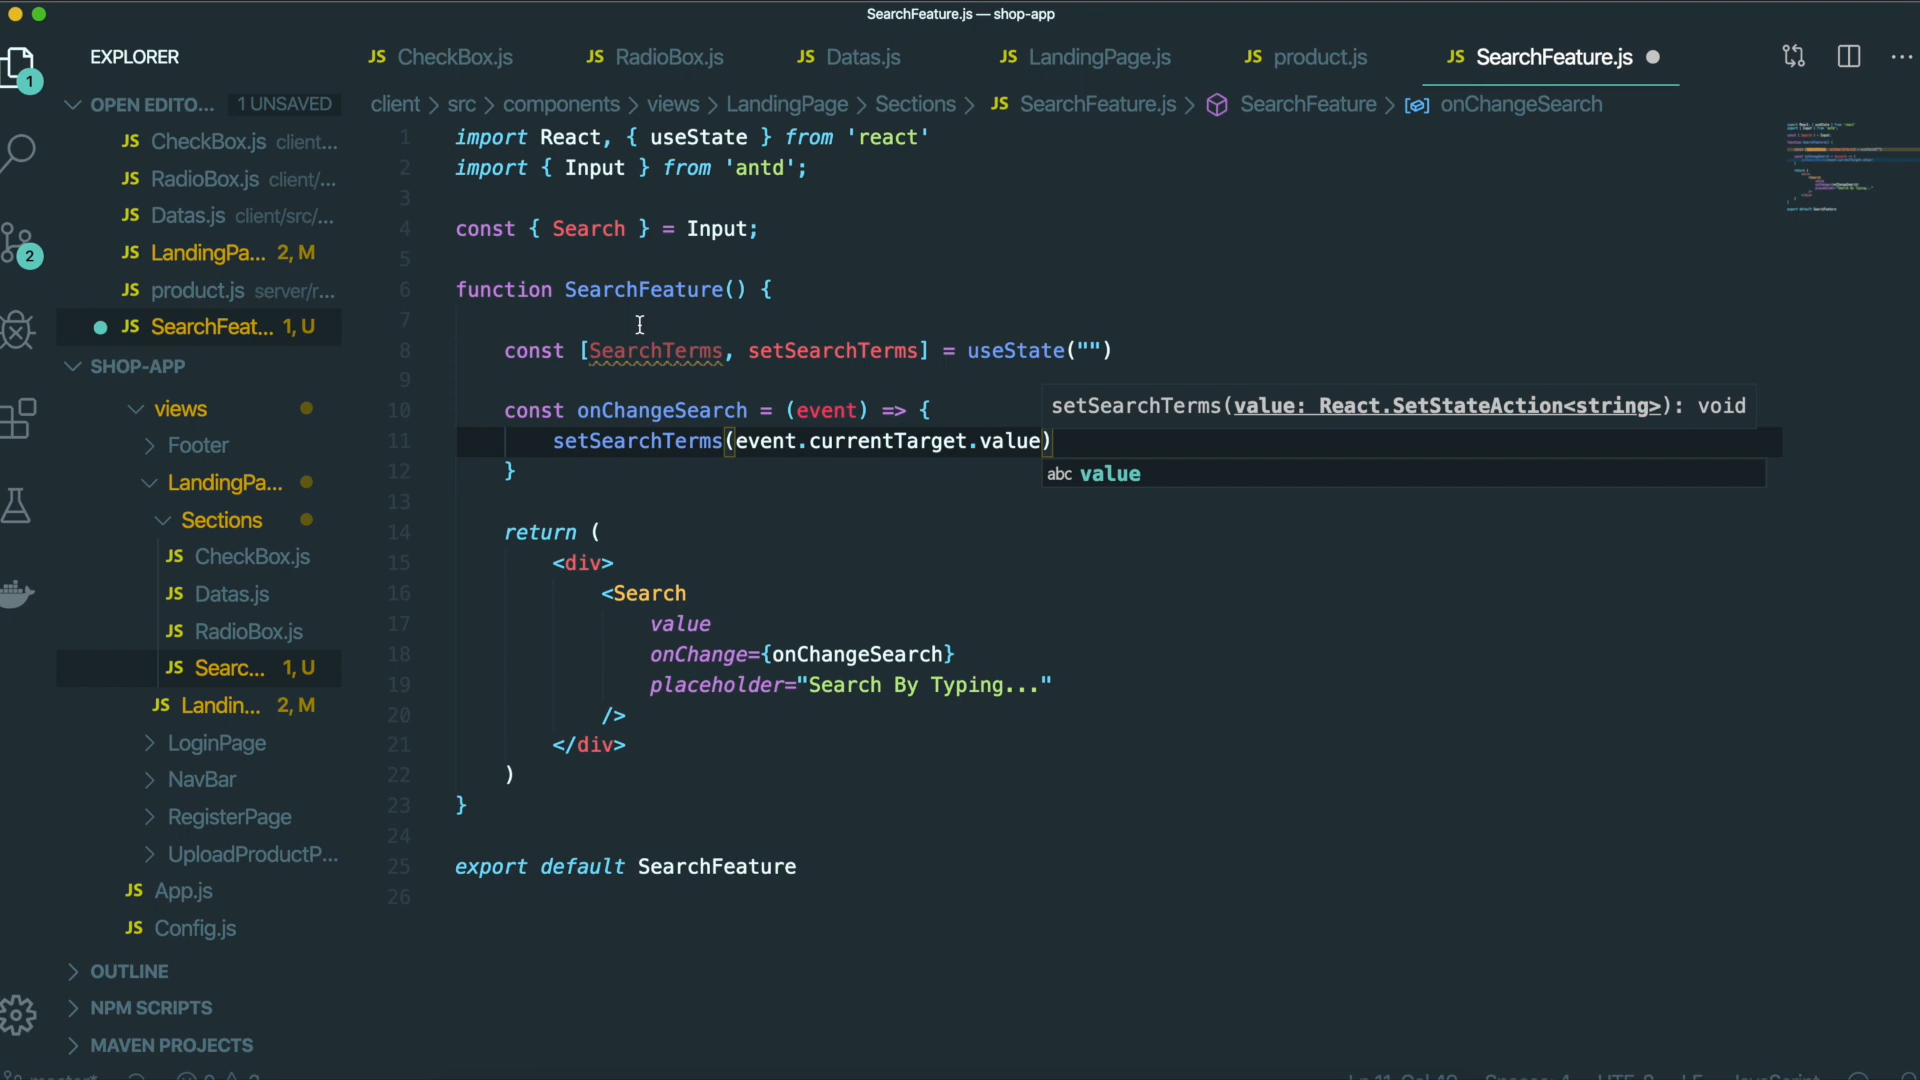 SearchFeature.js — shop-app
EXPLORER
JS CheckBox.js
JS RadioBox.js
JS Datas.js
JS LandingPage.js
JS product.js
JS SearchFeature.js
client > src > components > views > LandingPage > Sections > JS SearchFeature.js > SearchFeature > onChangeSearch
1
2
OPEN EDITO... 1 UNSAVED
JS CheckBox.js client...
JS RadioBox.js client/...
JS Datas.js client/src/...
JS LandingPa... 2, M
JS product.js server/r...
JS SearchFeat... 1, U
SHOP-APP
views
Footer
LandingPa...
Sections
JS CheckBox.js
JS Datas.js
JS RadioBox.js
JS Searc... 1, U
JS Landin... 2, M
LoginPage
NavBar
RegisterPage
UploadProductP...
JS App.js
JS Config.js
OUTLINE
NPM SCRIPTS
MAVEN PROJECTS
1 import React, { useState } from 'react'
2 import { Input } from 'antd';
3
4 const { Search } = Input;
5
6 function SearchFeature() {
7
8 const [SearchTerms, setSearchTerms] = useState("")
9
10 const onChangeSearch = (event) => {
11 setSearchTerms(event.currentTarget.value)
12 }
13
14 return (
15 <div>
16 <Search
17 value
18 onChange={onChangeSearch}
19 placeholder="Search By Typing..."
20 />
21 </div>
22 )
23 }
24
25 export default SearchFeature
26
setSearchTerms(value: React.SetStateAction<string>): void
abc value